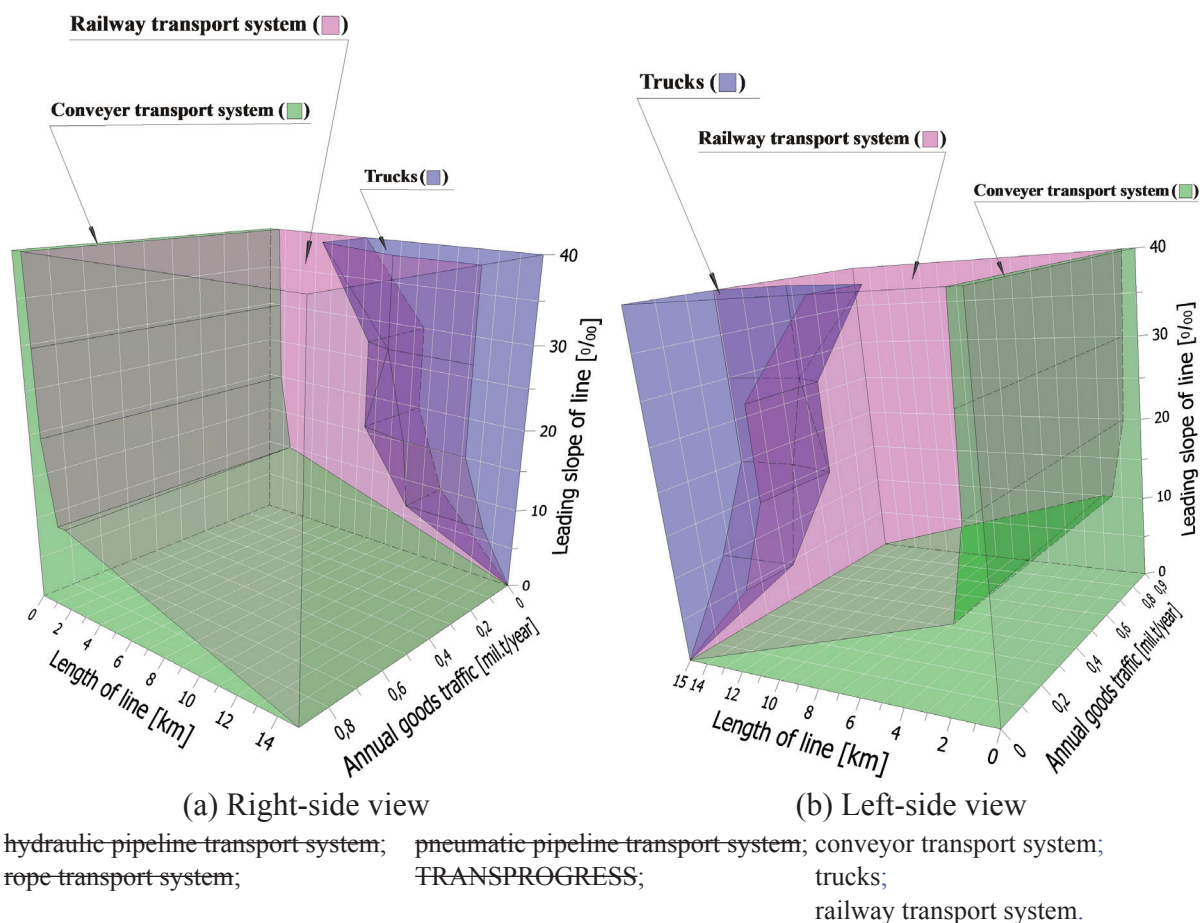 Railway transport system ( )
Conveyer transport system ( )
Trucks ( )
40
30
20
10
0
Leading slope of line [0/00]
0
2
4
6
8
10
12
14
Length of line [km]
0
0,2
0,4
0,6
0,8
Annual goods traffic [mil.t/year]
(a) Right-side view
Trucks ( )
Railway transport system ( )
Conveyer transport system ( )
40
30
20
10
0
Leading slope of line [0/00]
15 14
12
10
8
6
4
2
0
Length of line [km]
0
0,2
0,4
0,6
0,8
0,9
Annual goods traffic [mil.t/year]
(b) Left-side view
hydraulic pipeline transport system; pneumatic pipeline transport system; conveyor transport system;
rope transport system; TRANSPROGRESS; trucks;
railway transport system.